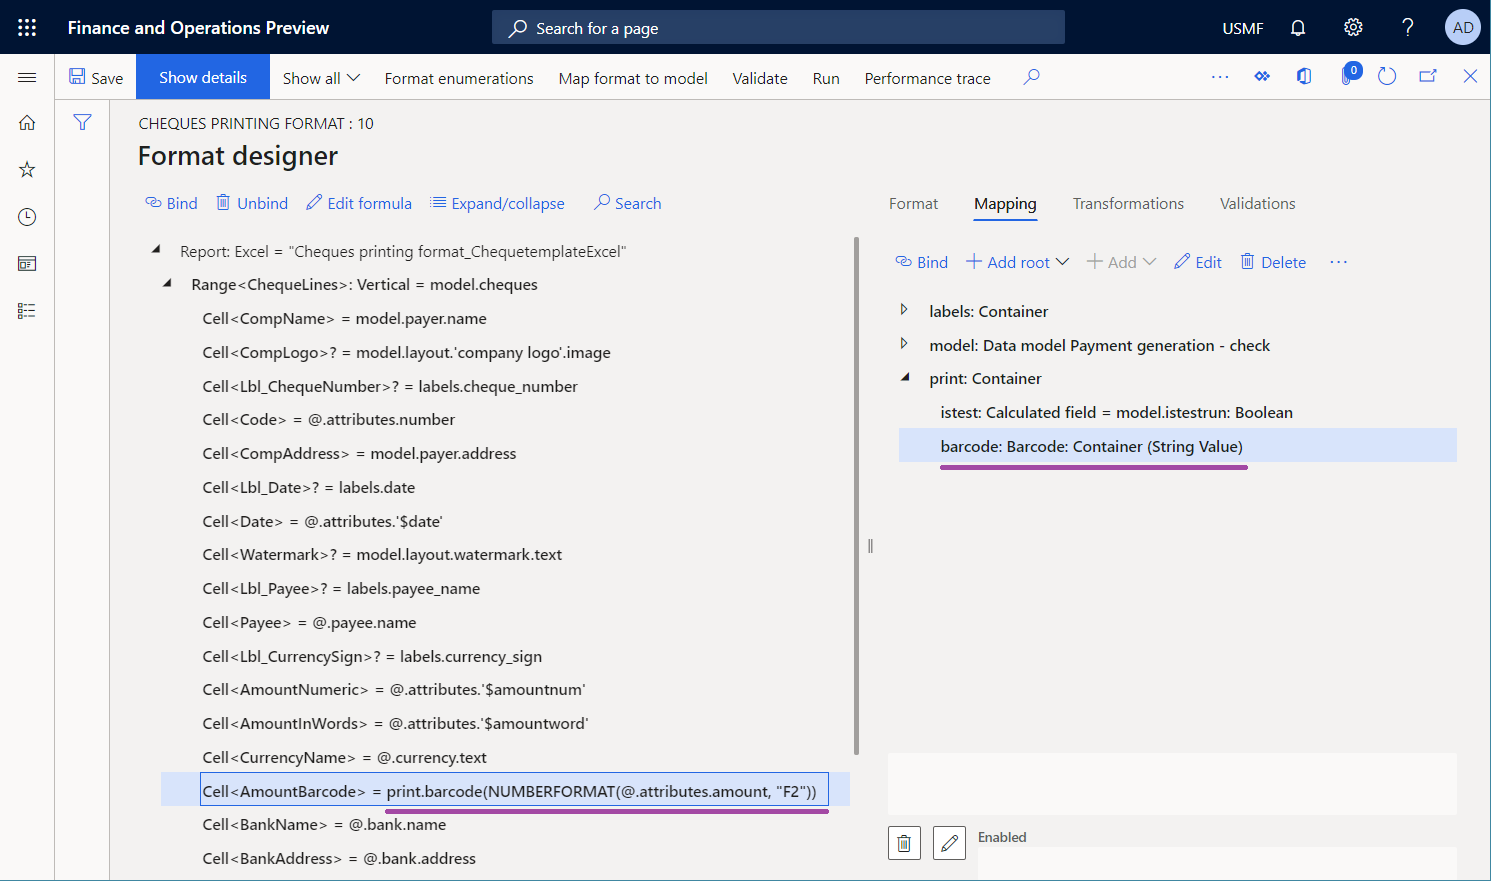 Finance and Operations Preview
Search for a page
USMF
AD
Save
Show details
Show all
Format enumerations
Map format to model
Validate
Run
Performance trace
0
CHEQUES PRINTING FORMAT : 10
Format designer
Bind
Unbind
Edit formula
Expand/collapse
Search
Report: Excel = "Cheques printing format_ChequetemplateExcel"
Range<ChequeLines>: Vertical = model.cheques
Cell<CompName> = model.payer.name
Cell<CompLogo>? = model.layout.'company logo'.image
Cell<Lbl_ChequeNumber>? = labels.cheque_number
Cell<Code> = @.attributes.number
Cell<CompAddress> = model.payer.address
Cell<Lbl_Date>? = labels.date
Cell<Date> = @.attributes.'$date'
Cell<Watermark>? = model.layout.watermark.text
Cell<Lbl_Payee>? = labels.payee_name
Cell<Payee> = @.payee.name
Cell<Lbl_CurrencySign>? = labels.currency_sign
Cell<AmountNumeric> = @.attributes.'$amountnum'
Cell<AmountInWords> = @.attributes.'$amountword'
Cell<CurrencyName> = @.currency.text
Cell<AmountBarcode> = print.barcode(NUMBERFORMAT(@.attributes.amount, "F2"))
Cell<BankName> = @.bank.name
Cell<BankAddress> = @.bank.address
Format
Mapping
Transformations
Validations
Bind
Add root
Add
Edit
Delete
labels: Container
model: Data model Payment generation - check
print: Container
istest: Calculated field = model.istestrun: Boolean
barcode: Barcode: Container (String Value)
Enabled